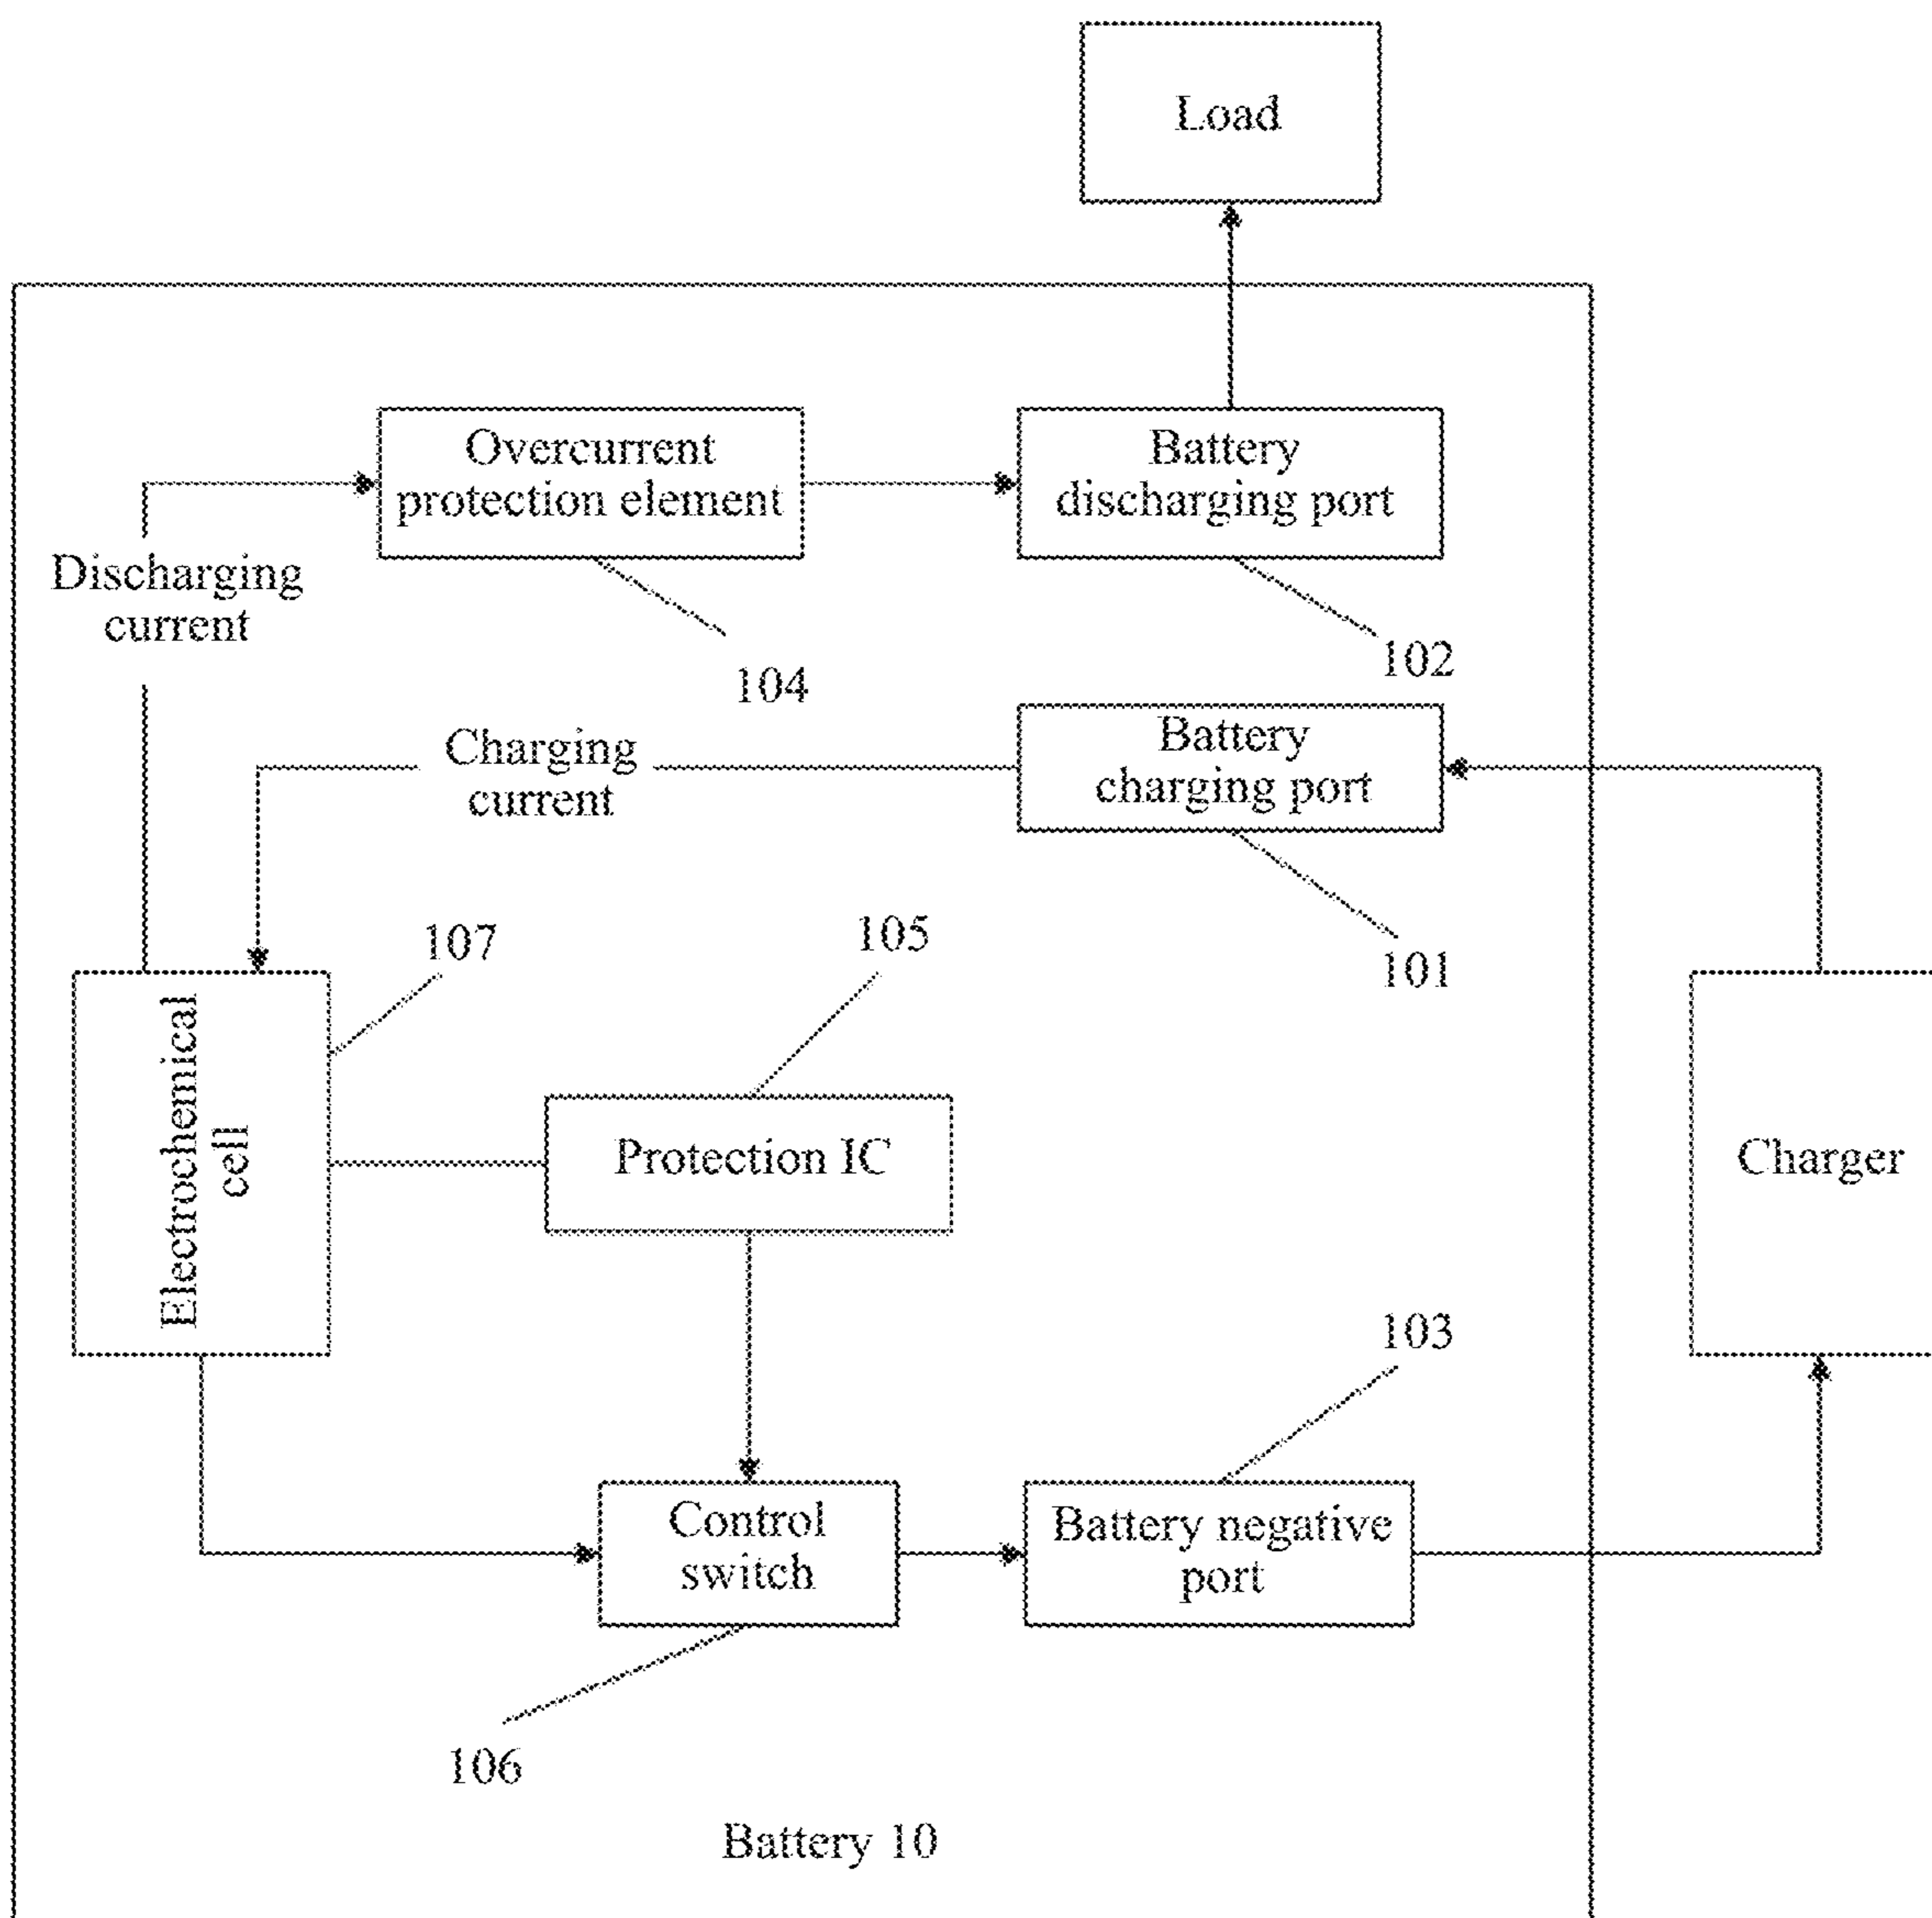 Load
Overcurrent
protection element
Battery
discharging port
Discharging
current
104
102
Charging
current
Battery
charging port
107
105
101
Electrochemical
cell
Protection IC
Charger
103
Control
switch
Battery negative
port
106
Battery 10